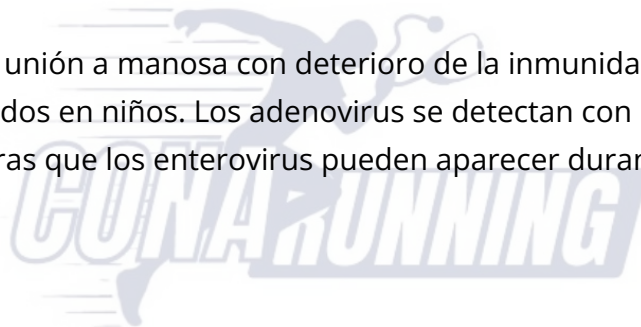 unión a manosa con deterioro de la inmunida
dos en niños. Los adenovirus se detectan con
ras que los enterovirus pueden aparecer duran
CONARUNNING